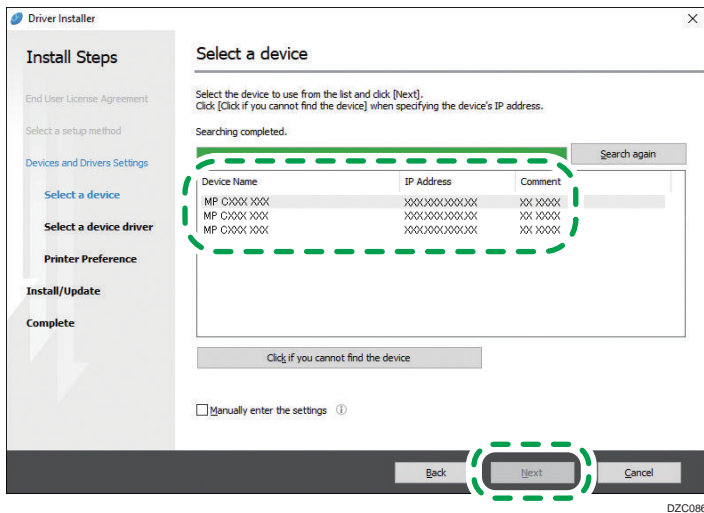 Driver Installer
Install Steps
End User License Agreement
Select a setup method
Devices and Drivers Settings
Select a device
Select a device driver
Printer Preference
Install/Update
Complete
Select a device
Select the device to use from the list and click [Next].
Click [Click if you cannot find the device] when specifying the device's IP address.
Searching completed.
Search again
Device Name IP Address Comment
MP CXXX XXX XXX.XXX.XXX.XX XX XXXX
MP CXXX XXX XXX.XXX.XXX.XX XX XXXX
MP CXXX XXX XXX.XXX.XXX.XX XX XXXX
Click if you cannot find the device
Manually enter the settings
Back Next Cancel
DZC086